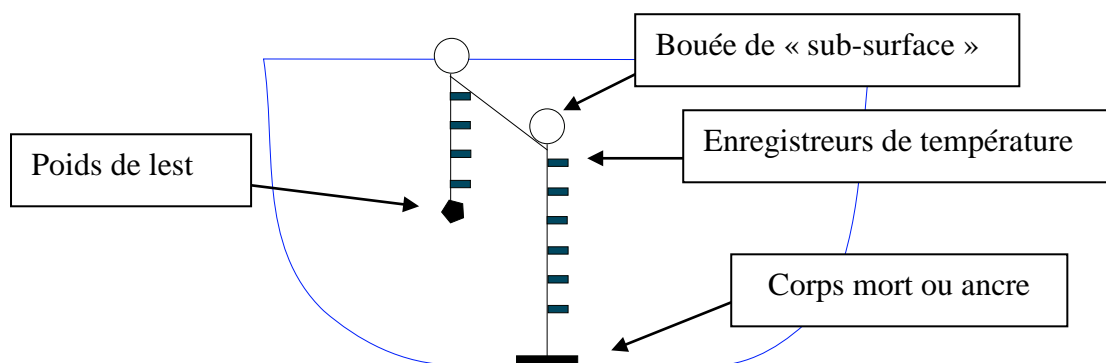 Bouée de « sub-surface »
Enregistreurs de température
Poids de lest
Corps mort ou ancre